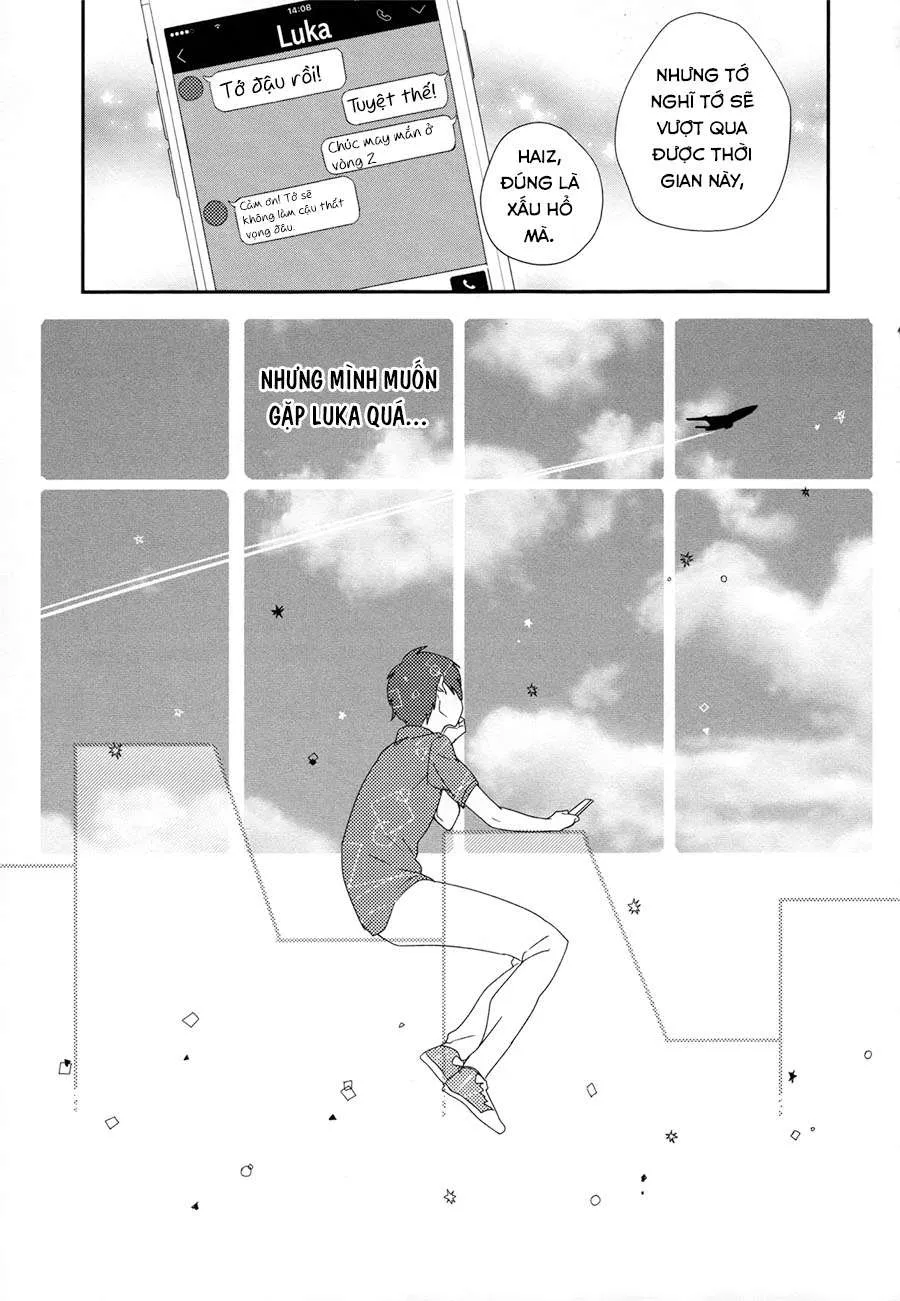 14:08
Luka
Tớ đậu rồi!
Tuyệt thế!
Chúc may mắn ở
vòng 2
Cảm ơn! Tớ sẽ
không làm cậu thất
vọng đâu.
NHƯNG TỚ
NGHĨ TỚ SẼ
VƯỢT QUA
ĐƯỢC THỜI
GIAN NÀY,
HAIZ,
ĐÚNG LÀ
XẤU HỔ
MÀ.
NHƯNG MÌNH MUỐN
GẶP LUKA QUÁ...